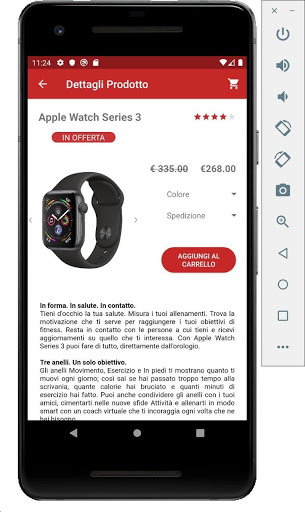 11:24
Dettagli Prodotto
Apple Watch Series 3
IN OFFERTA
€ 335.00 €268.00
Colore
Spedizione
AGGIUNGI AL
CARRELLO
In forma. In salute. In contatto.
Tieni d'occhio la tua salute. Misura i tuoi allenamenti. Trova la
motivazione che ti serve per raggiungere i tuoi obiettivi di
fitness. Resta in contatto con le persone a cui tieni e ricevi
aggiornamenti su quello che ti interessa. Con Apple Watch
Series 3 puoi fare di tutto, direttamente dall'orologio.
Tre anelli. Un solo obiettivo.
Gli anelli Movimento, Esercizio e In piedi ti mostrano quanto ti
muovi ogni giorno; così sai se hai passato troppo tempo alla
scrivania, quante calorie hai bruciato e quanti minuti di
esercizio hai fatto. Puoi anche condividere gli anelli con i tuoi
amici, cimentarti nelle nuove sfide Attività e allenarti in modo
smart con un coach virtuale che ti incoraggia ogni volta che ne
hai bisogno.